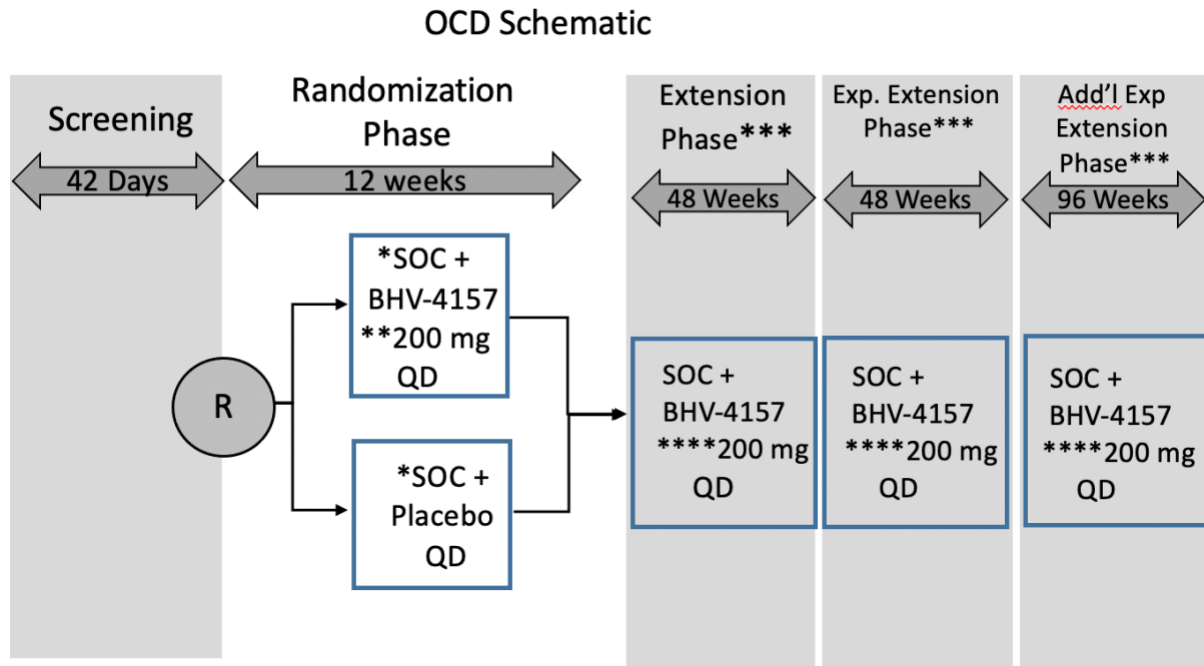 OCD Schematic
Screening
42 Days
Randomization
Phase
12 weeks
Extension
Phase***
48 Weeks
Exp. Extension
Phase***
48 Weeks
Add'l Exp
Extension
Phase***
96 Weeks
R
*SOC +
BHV-4157
**200 mg
QD
*SOC +
Placebo
QD
SOC +
BHV-4157
****200 mg
QD
SOC +
BHV-4157
****200 mg
QD
SOC +
BHV-4157
****200 mg
QD